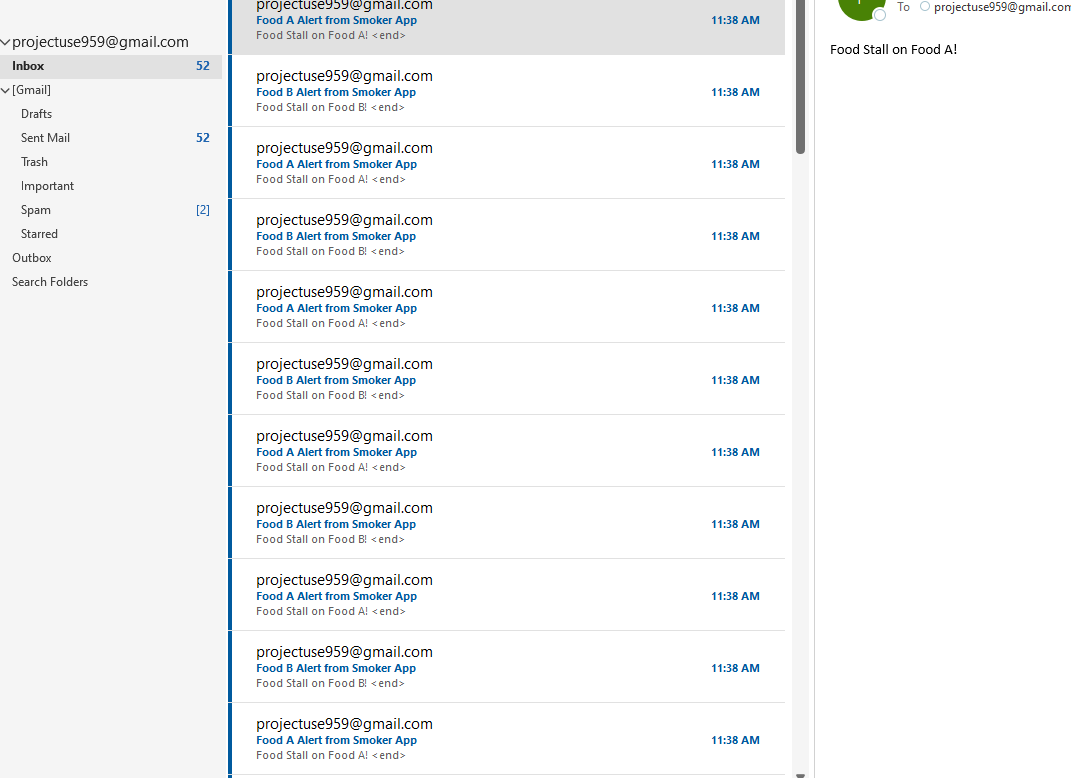 projectuse959@gmail.com
Inbox 52
[Gmail]
Drafts
Sent Mail 52
Trash
Important
Spam [2]
Starred
Outbox
Search Folders
projectuse959@gmail.com
Food A Alert from Smoker App 11:38 AM
Food Stall on Food A! <end>
projectuse959@gmail.com
Food B Alert from Smoker App 11:38 AM
Food Stall on Food B! <end>
projectuse959@gmail.com
Food A Alert from Smoker App 11:38 AM
Food Stall on Food A! <end>
projectuse959@gmail.com
Food B Alert from Smoker App 11:38 AM
Food Stall on Food B! <end>
projectuse959@gmail.com
Food A Alert from Smoker App 11:38 AM
Food Stall on Food A! <end>
projectuse959@gmail.com
Food B Alert from Smoker App 11:38 AM
Food Stall on Food B! <end>
projectuse959@gmail.com
Food A Alert from Smoker App 11:38 AM
Food Stall on Food A! <end>
projectuse959@gmail.com
Food B Alert from Smoker App 11:38 AM
Food Stall on Food B! <end>
projectuse959@gmail.com
Food A Alert from Smoker App 11:38 AM
Food Stall on Food A! <end>
projectuse959@gmail.com
Food B Alert from Smoker App 11:38 AM
Food Stall on Food B! <end>
projectuse959@gmail.com
Food A Alert from Smoker App 11:38 AM
Food Stall on Food A! <end>
To projectuse959@gmail.com
Food Stall on Food A!